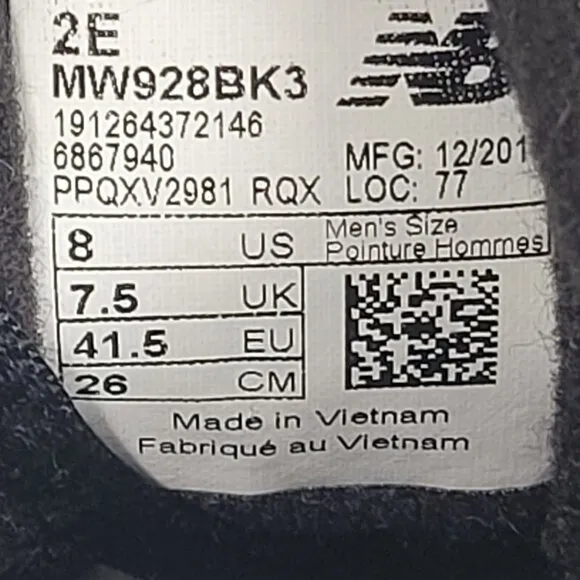 2E
NB
MW928BK3
191264372146
6867940
MFG: 12/201
PPQXV2981 RQX LOC: 77
8 US Men's Size
Pointure Hommes
7.5 UK
41.5 EU
26 CM
Made in Vietnam
Fabriqué au Vietnam